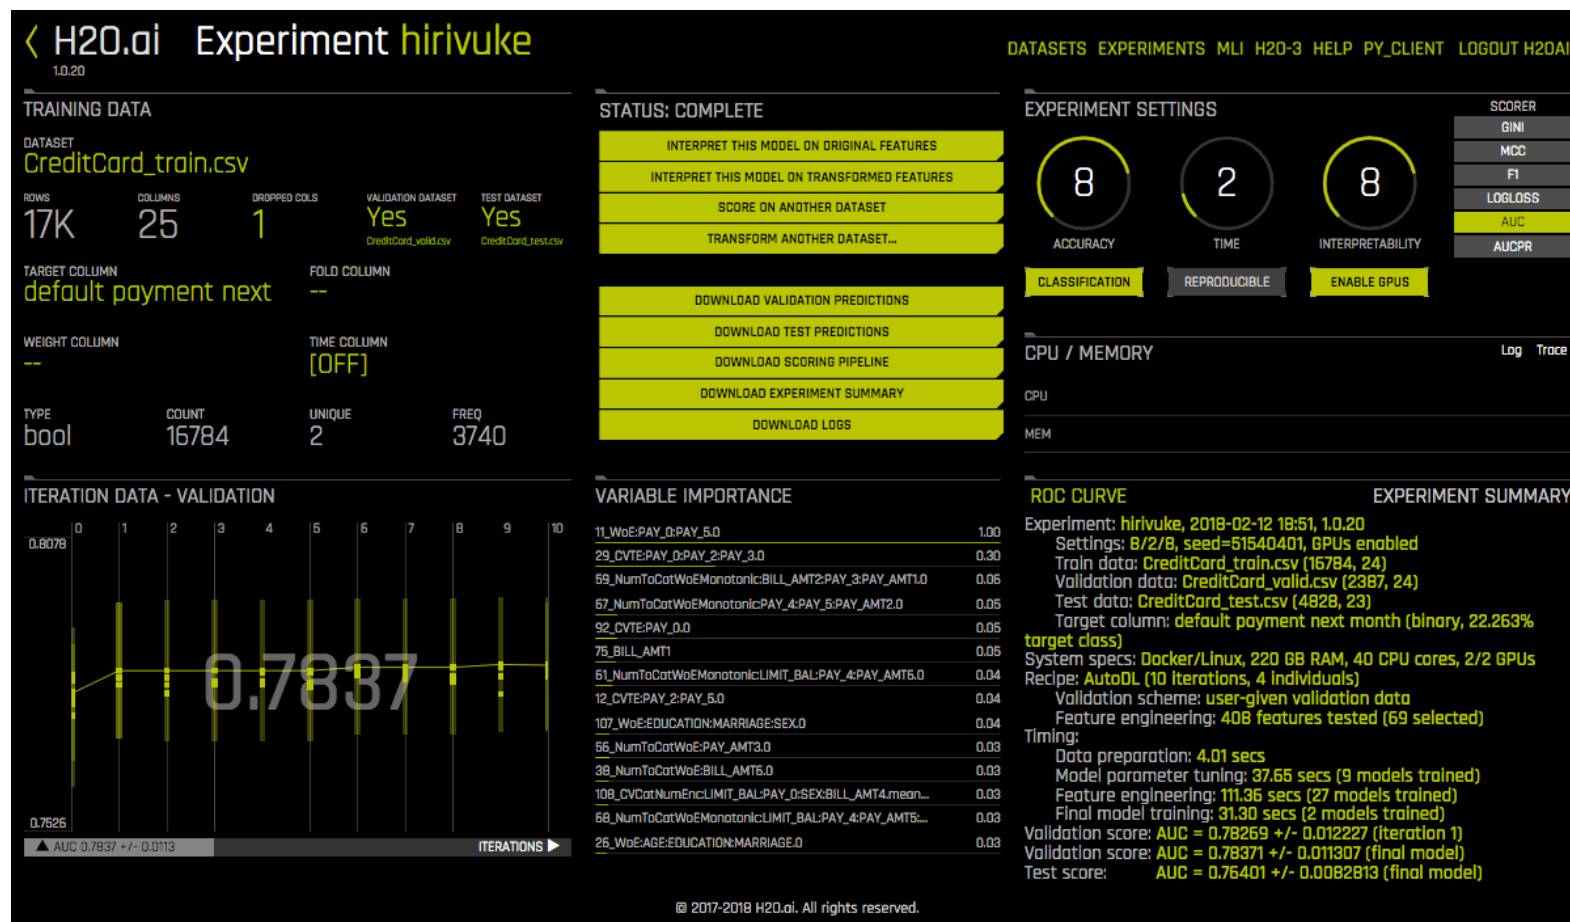 H2O.ai Experiment hirivuke
1.0.20
DATASETS EXPERIMENTS MLI H2O-3 HELP PY_CLIENT LOGOUT H2OAI
TRAINING DATA
DATASET
CreditCard_train.csv
ROWS COLUMNS DROPPED COLS VALIDATION DATASET TEST DATASET
17K 25 1 Yes Yes
CreditCard_valid.csv CreditCard_test.csv
TARGET COLUMN FOLD COLUMN
default payment next --
WEIGHT COLUMN TIME COLUMN
-- [OFF]
TYPE COUNT UNIQUE FREQ
bool 16784 2 3740
STATUS: COMPLETE
INTERPRET THIS MODEL ON ORIGINAL FEATURES
INTERPRET THIS MODEL ON TRANSFORMED FEATURES
SCORE ON ANOTHER DATASET
TRANSFORM ANOTHER DATASET...
DOWNLOAD VALIDATION PREDICTIONS
DOWNLOAD TEST PREDICTIONS
DOWNLOAD SCORING PIPELINE
DOWNLOAD EXPERIMENT SUMMARY
DOWNLOAD LOGS
EXPERIMENT SETTINGS
8 2 8
ACCURACY TIME INTERPRETABILITY
CLASSIFICATION REPRODUCIBLE ENABLE GPUS
SCORER
GINI
MCC
F1
LOGLOSS
AUC
AUCPR
CPU / MEMORY Log Trace
CPU
MEM
ITERATION DATA - VALIDATION
0 1 2 3 4 5 6 7 8 9 10
0.8078
0.7837
0.7526
AUC 0.7837 +/- 0.0113 ITERATIONS
VARIABLE IMPORTANCE
11_WoE:PAY_0:PAY_5.0 1.00
29_CVTE:PAY_0:PAY_2:PAY_3.0 0.30
59_NumToCatWoEMonotonic:BILL_AMT2:PAY_3:PAY_AMT1.0 0.06
67_NumToCatWoEMonotonic:PAY_4:PAY_5:PAY_AMT2.0 0.05
92_CVTE:PAY_0.0 0.05
75_BILL_AMT1 0.05
61_NumToCatWoEMonotonic:LIMIT_BAL:PAY_4:PAY_AMT6.0 0.04
12_CVTE:PAY_2:PAY_5.0 0.04
107_WoE:EDUCATION:MARRIAGE:SEX.0 0.04
56_NumToCatWoE:PAY_AMT3.0 0.03
38_NumToCatWoE:BILL_AMT6.0 0.03
108_CVCatNumEnc:LIMIT_BAL:PAY_0:SEX:BILL_AMT4.mean... 0.03
68_NumToCatWoEMonotonic:LIMIT_BAL:PAY_4:PAY_AMT5:... 0.03
26_WoE:AGE:EDUCATION:MARRIAGE.0 0.03
ROC CURVE EXPERIMENT SUMMARY
Experiment: hirivuke, 2018-02-12 18:51, 1.0.20
Settings: 8/2/8, seed=51540401, GPUs enabled
Train data: CreditCard_train.csv (16784, 24)
Validation data: CreditCard_valid.csv (2387, 24)
Test data: CreditCard_test.csv (4828, 23)
Target column: default payment next month (binary, 22.263%
target class)
System specs: Docker/Linux, 220 GB RAM, 40 CPU cores, 2/2 GPUs
Recipe: AutoDL (10 iterations, 4 individuals)
Validation scheme: user-given validation data
Feature engineering: 408 features tested (69 selected)
Timing:
Data preparation: 4.01 secs
Model parameter tuning: 37.65 secs (9 models trained)
Feature engineering: 111.36 secs (27 models trained)
Final model training: 31.30 secs (2 models trained)
Validation score: AUC = 0.78269 +/- 0.012227 (iteration 1)
Validation score: AUC = 0.78371 +/- 0.011307 (final model)
Test score: AUC = 0.76401 +/- 0.0082813 (final model)
© 2017-2018 H2O.ai. All rights reserved.